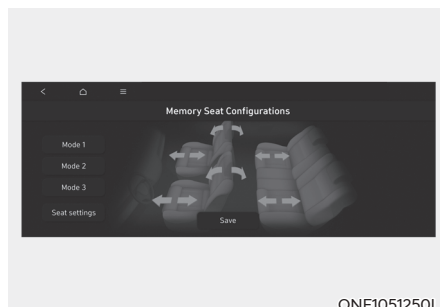 Memory Seat Configurations
Mode 1
Mode 2
Mode 3
Seat settings
Save
ONE1051250L